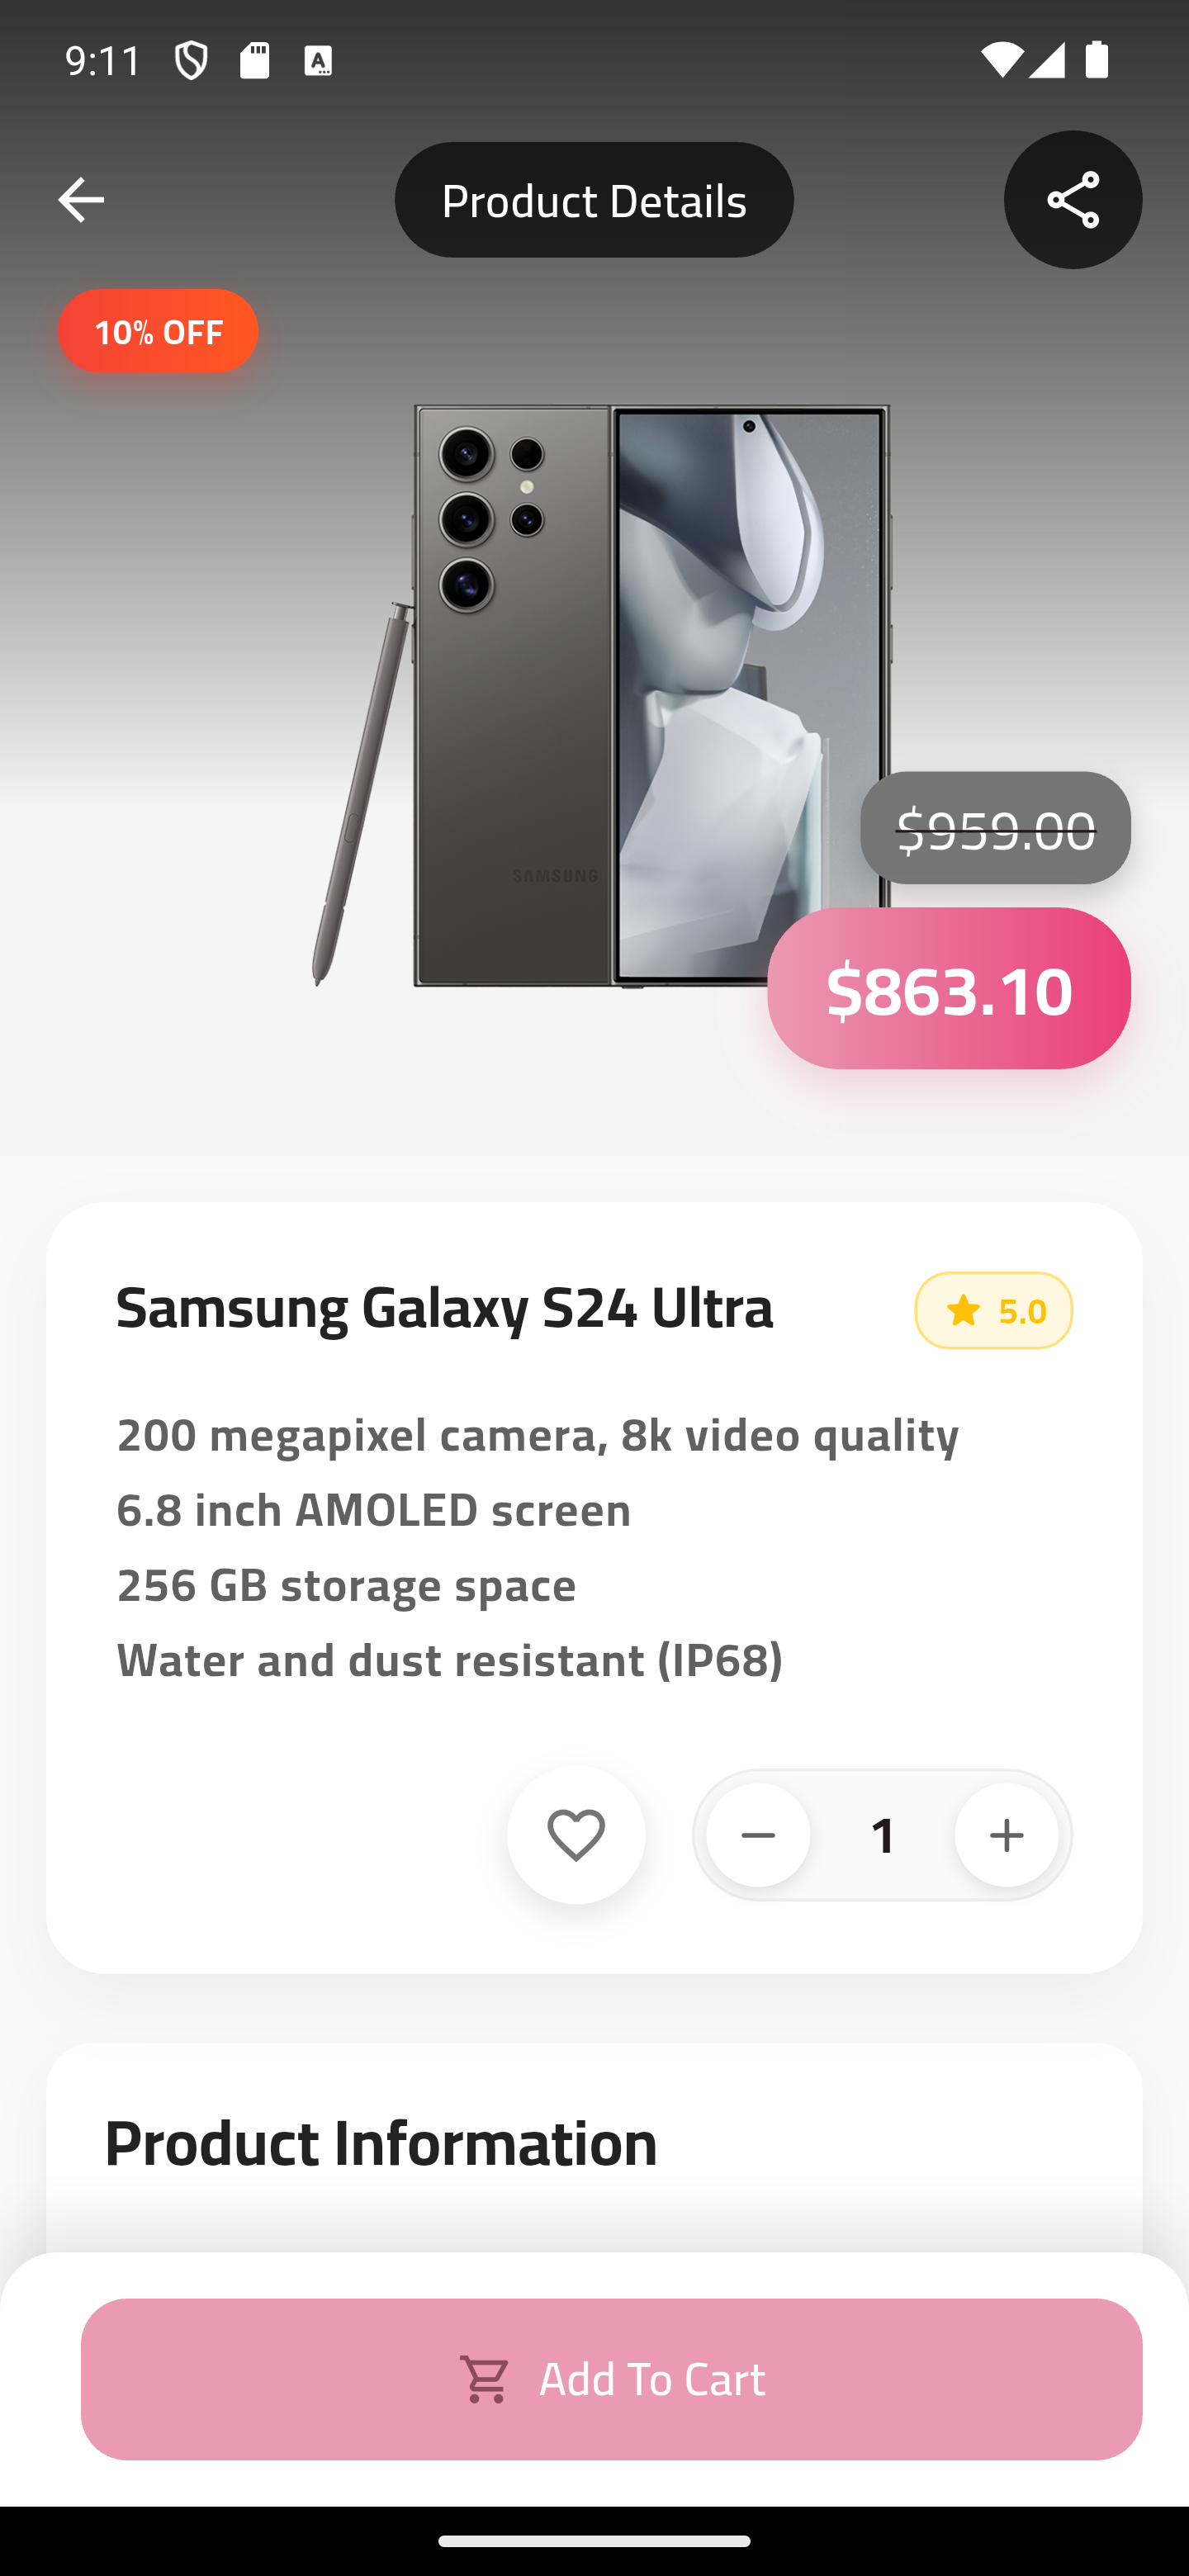 9:11
Product Details
10% OFF
SAMSUNG
$959.00
$863.10
Samsung Galaxy S24 Ultra
5.0
200 megapixel camera, 8k video quality
6.8 inch AMOLED screen
256 GB storage space
Water and dust resistant (IP68)
1
Product Information
Add To Cart